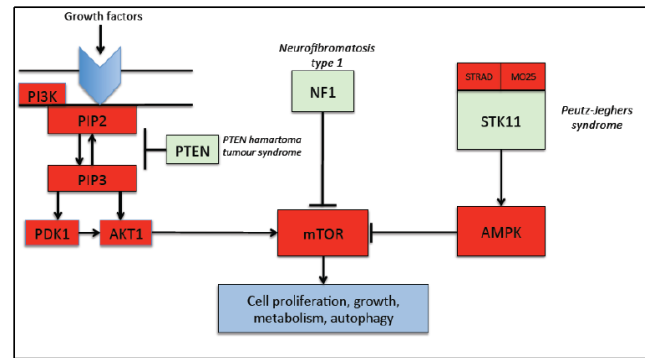 Growth factors
PI3K
PIP2
PIP3
PDK1
AKT1
PTEN
PTEN hamartoma
tumour syndrome
Neurofibromatosis
type 1
NF1
mTOR
Cell proliferation, growth,
metabolism, autophagy
STRAD
MO25
STK11
Peutz-Jeghers
syndrome
AMPK